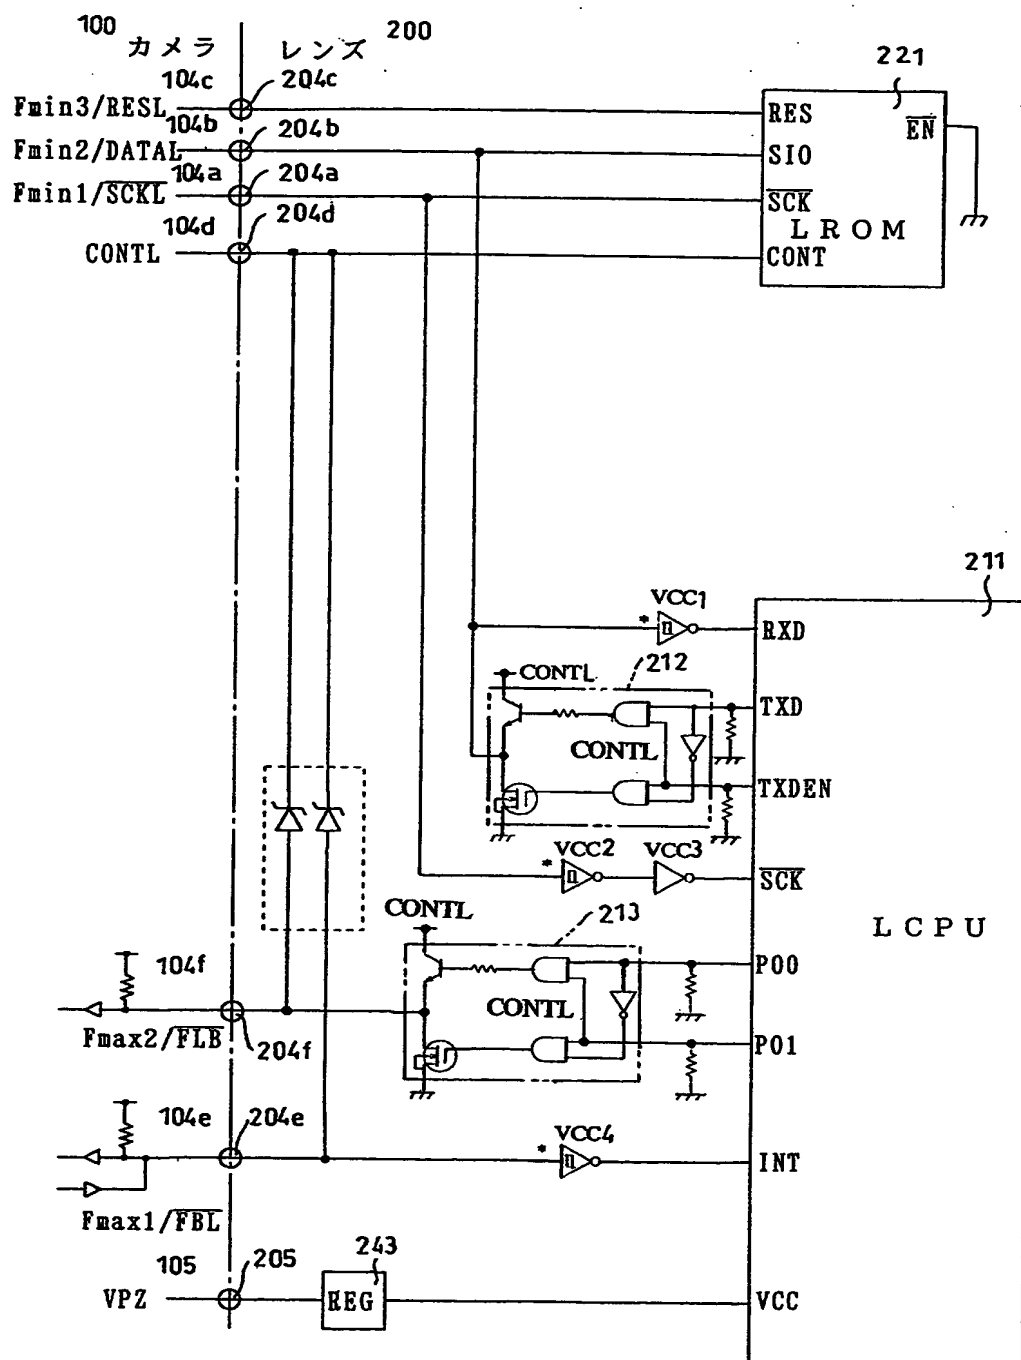 100 200
カメラ レンズ
221
104c 204c
Fmin3/RESL RES
104b 204b EN
Fmin2/DATAL SIO
104a 204a
Fmin1/SCKL SCK
104d 204d LROM
CONTL CONT
211
VCC1
* n RXD
212
CONTL TXD
CONTL
TXDEN
VCC2 VCC3
* n SCK
CONTL 213 LCPU
104f P00
CONTL
Fmax2/FLB 204f P01
104e 204e VCC4
* n INT
Fmax1/FBL
105 205 243
VPZ REG VCC